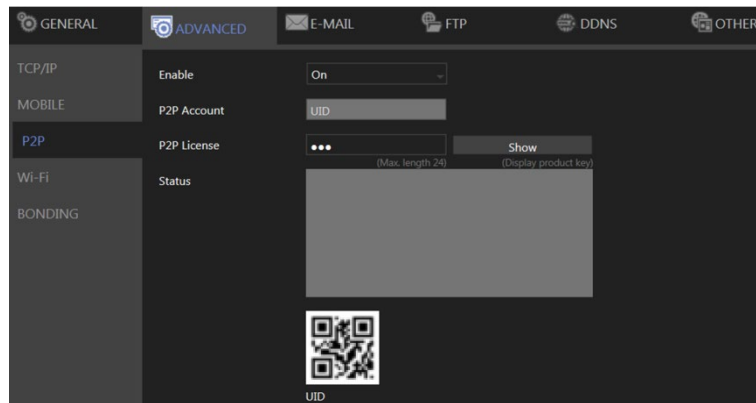 GENERAL ADVANCED E-MAIL FTP DDNS OTHER
TCP/IP
MOBILE
P2P
Wi-Fi
BONDING
Enable On
P2P Account UID
P2P License ••• Show
(Max. length 24) (Display product key)
Status
UID